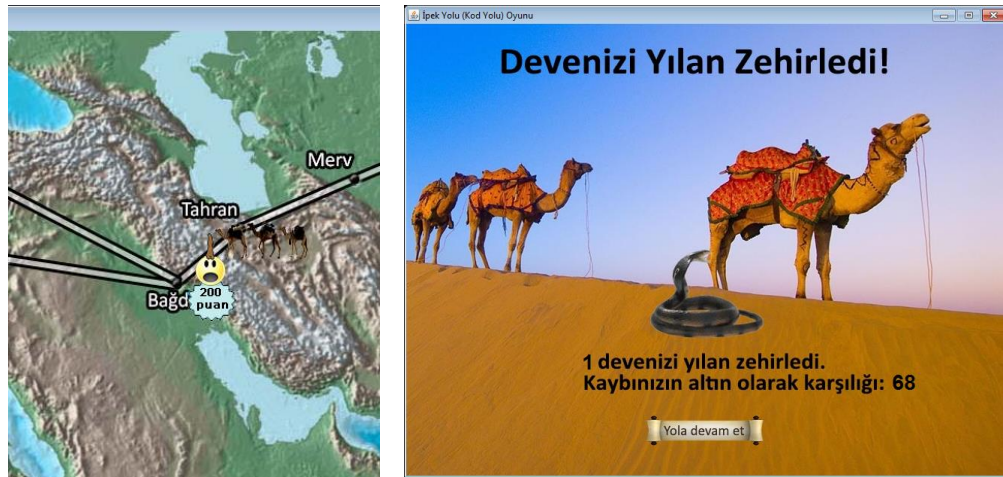 Merv
Tahran
Bağd
200
puan
İpek Yolu (Kod Yolu) Oyunu
Devenizi Yılan Zehirledi!
1 devenizi yılan zehirledi.
Kaybınızın altın olarak karşılığı: 68
Yola devam et